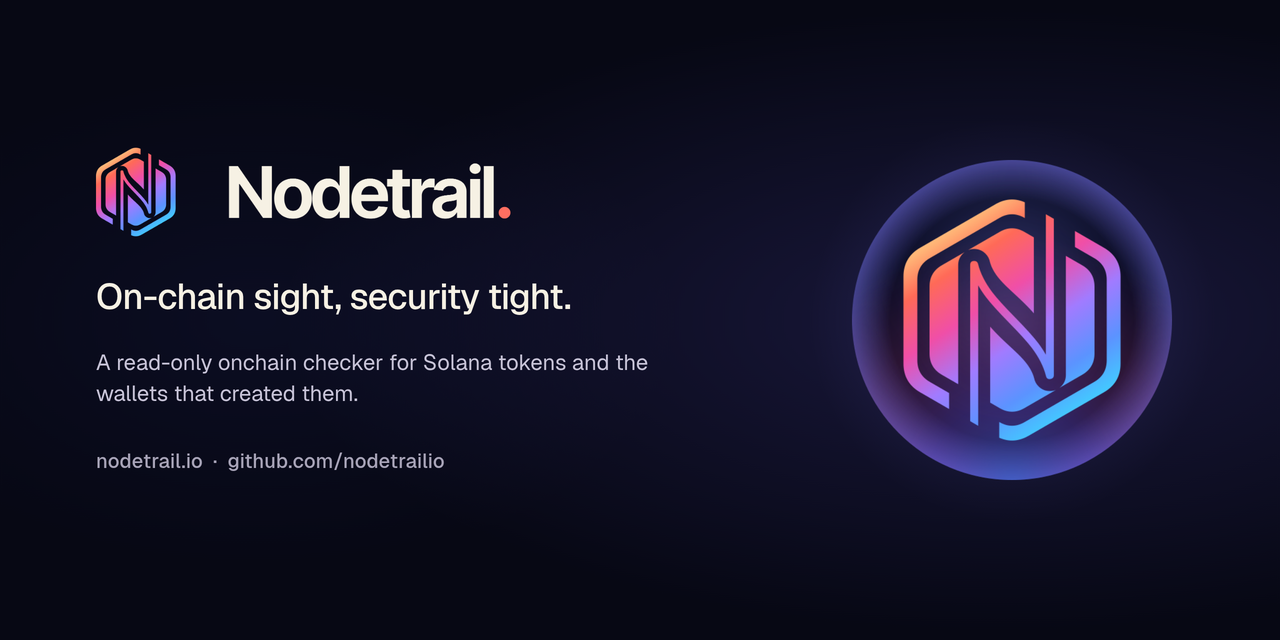 Nodetrail.
On-chain sight, security tight.
A read-only onchain checker for Solana tokens and the
wallets that created them.
nodetrail.io · github.com/nodetrailio